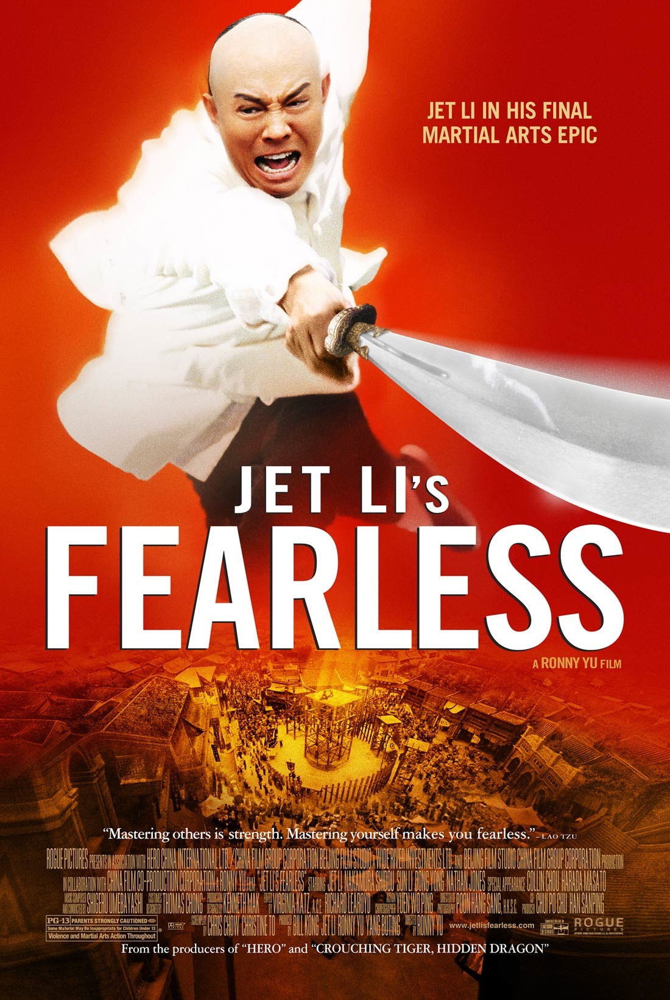 JET LI IN HIS FINAL
MARTIAL ARTS EPIC
JET LI'S
FEARLESS
A RONNY YU FILM
“Mastering others is strength. Mastering yourself makes you fearless.” – LAO TZU
ROGUE PICTURES PRESENTS IN ASSOCIATION WITH HERO CHINA INTERNATIONAL LTD. / CHINA FILM GROUP CORPORATION BEIJING FILM STUDIO, WIDE RIVER INVESTMENTS LTD. AND BEIJING FILM STUDIO CHINA FILM GROUP CORPORATION PRODUCTION
IN COLLABORATION WITH CHINA FILM CO-PRODUCTION CORPORATION A RONNY YU FILM "JET LI'S FEARLESS" STARRING JET LI NAKAMURA SHIDOU SUN LI DONG YONG NATHAN JONES SPECIAL APPEARANCE COLLIN CHOU HARADA MASATO
MUSIC COMPOSED AND CONDUCTED BY SHIGERU UMEBAYASHI COSTUMES DESIGNED BY THOMAS CHONG PRODUCTION DESIGNED BY KENNETH MAK EDITED BY VIRGINIA KATZ, A.C.E. RICHARD LEAROYD ACTION CHOREOGRAPHER YUEN WO PING DIRECTOR OF PHOTOGRAPHY POON HANG SANG, H.K.S.C. CO-PRODUCER CHUI PO CHU HAN SANPING
SCREENPLAY BY CHRIS CHOW CHRISTINE TO PRODUCED BY BILL KONG JET LI RONNY YU YANG BUTING DIRECTED BY RONNY YU
PG-13 PARENTS STRONGLY CAUTIONED
Some Material May Be Inappropriate for Children Under 13
Violence and Martial Arts Action Throughout
DOLBY DIGITAL
www.jetlisfearless.com
ROGUE
PICTURES
From the producers of “HERO” and “CROUCHING TIGER, HIDDEN DRAGON”